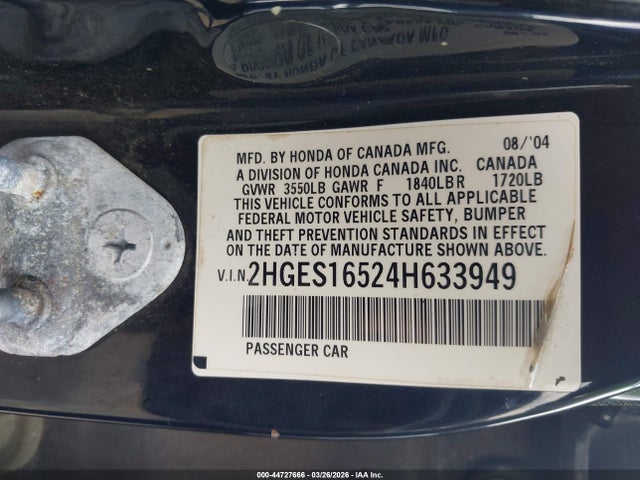 MFD. BY HONDA OF CANADA MFG. 08/'04
A DIVISION OF HONDA CANADA INC. CANADA
GVWR 3550LB GAWR F 1840LB R 1720LB
THIS VEHICLE CONFORMS TO ALL APPLICABLE
FEDERAL MOTOR VEHICLE SAFETY, BUMPER
AND THEFT PREVENTION STANDARDS IN EFFECT
ON THE DATE OF MANUFACTURE SHOWN ABOVE.
V.I.N. 2HGES16524H633949
PASSENGER CAR
000-44727666 | 03/26/2026 | IAA Inc.